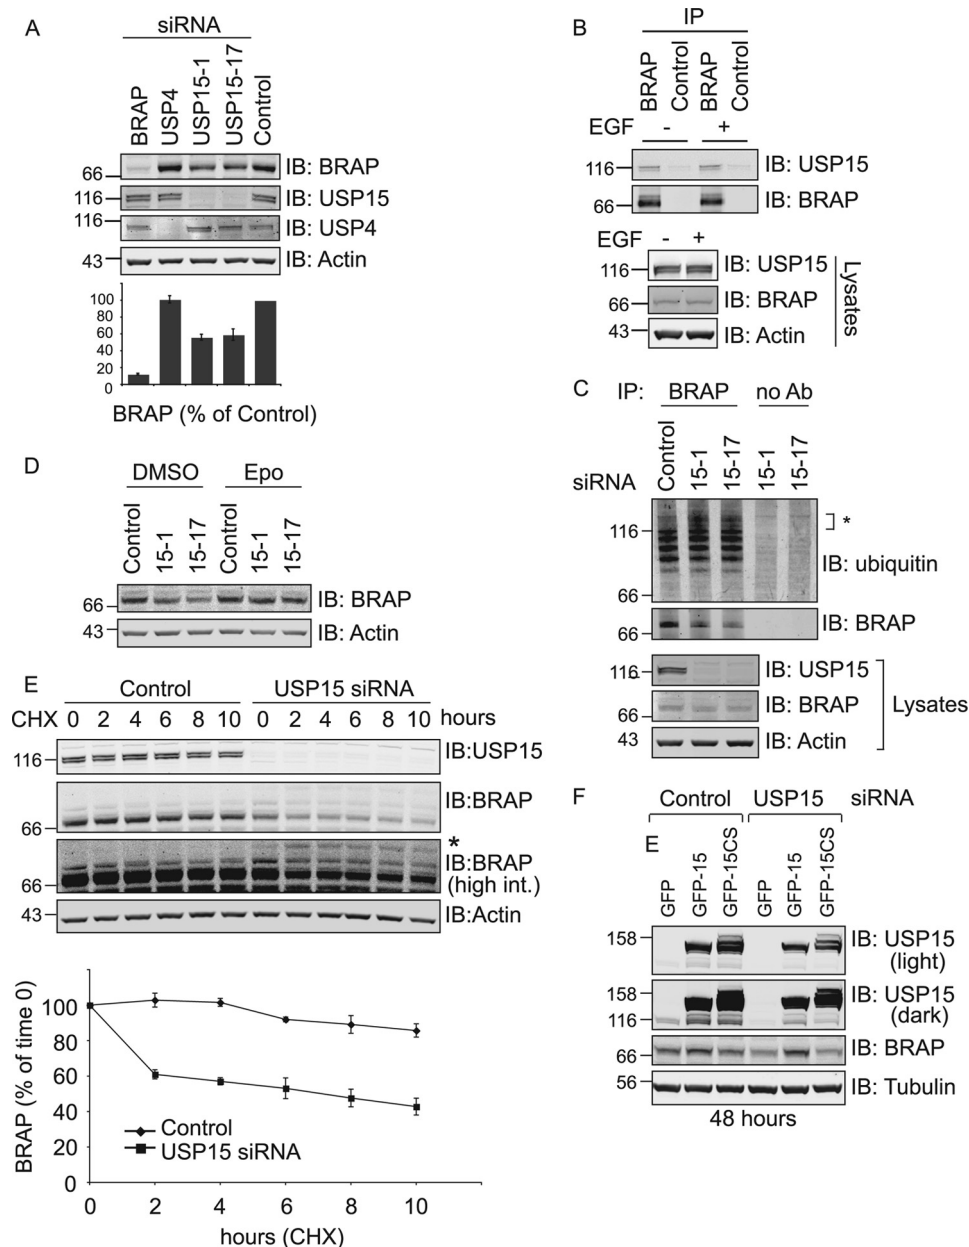 A
siRNA
BRAP
USP4
USP15-1
USP15-17
Control
66
IB: BRAP
116
IB: USP15
116
IB: USP4
43
IB: Actin
100
80
60
40
20
0
BRAP (% of Control)
B
IP
BRAP
Control
BRAP
Control
EGF - +
116
IB: USP15
66
IB: BRAP
EGF - +
116
IB: USP15
66
IB: BRAP
43
IB: Actin
Lysates
C
IP: BRAP no Ab
siRNA
Control
15-1
15-17
15-1
15-17
116
*
IB: ubiquitin
66
66
IB: BRAP
116
IB: USP15
66
IB: BRAP
43
IB: Actin
Lysates
D
DMSO Epo
Control
15-1
15-17
Control
15-1
15-17
66
IB: BRAP
43
IB: Actin
E
Control USP15 siRNA
CHX 0 2 4 6 8 10 0 2 4 6 8 10 hours
116
IB:USP15
66
IB:BRAP
*
66
IB:BRAP
(high int.)
43
IB:Actin
BRAP (% of time 0)
100
80
60
40
20
0
Control
USP15 siRNA
0 2 4 6 8 10
hours (CHX)
F
Control USP15 siRNA
E
GFP
GFP-15
GFP-15CS
GFP
GFP-15
GFP-15CS
158
IB: USP15
(light)
158
116
IB: USP15
(dark)
66
IB: BRAP
56
IB: Tubulin
48 hours